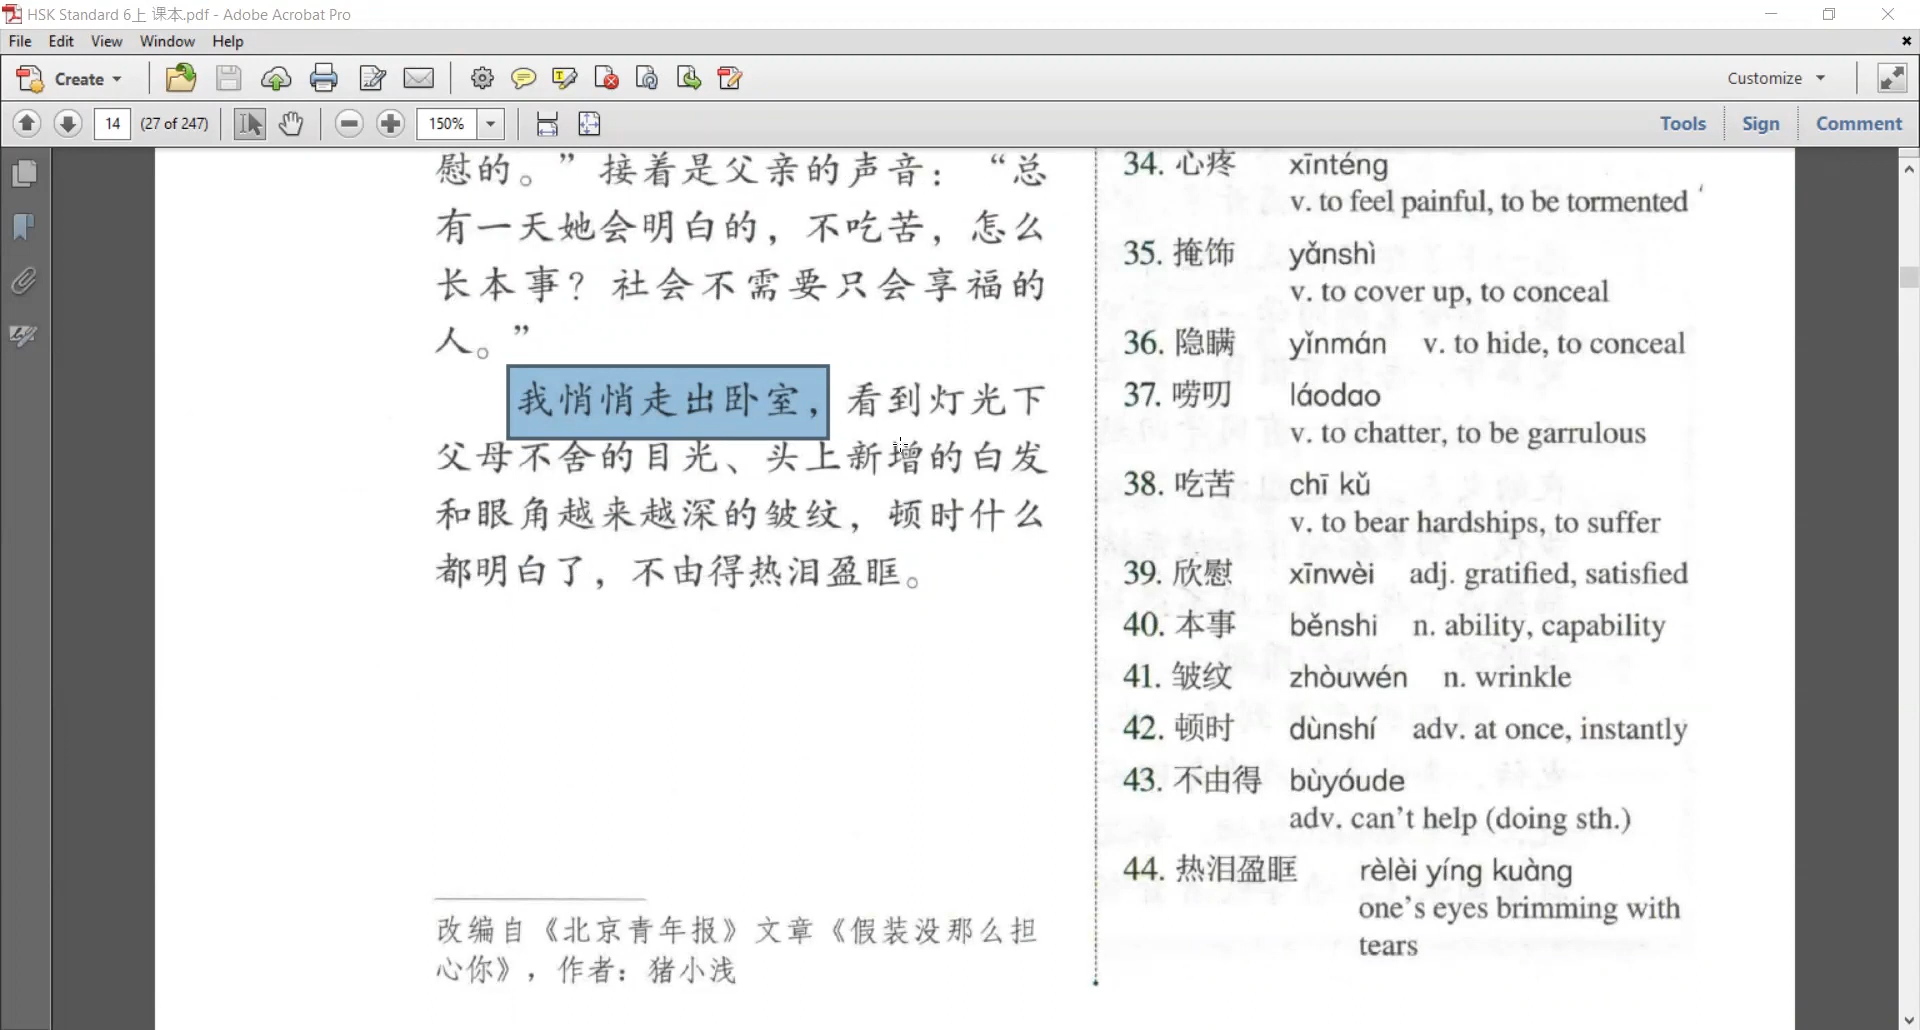 HSK Standard 6上 课本.pdf - Adobe Acrobat Pro
File Edit View Window Help
Create
Customize
14 (27 of 247)
150%
Tools Sign Comment
慰的。”接着是父亲的声音：“总
有一天她会明白的，不吃苦，怎么
长本事？社会不需要只会享福的
人。”
我悄悄走出卧室，看到灯光下
父母不舍的目光、头上新增的白发
和眼角越来越深的皱纹，顿时什么
都明白了，不由得热泪盈眶。
改编自《北京青年报》文章《假装没那么担
心你》，作者：猪小浅
34. 心疼 xīnténg
v. to feel painful, to be tormented
35. 掩饰 yǎnshì
v. to cover up, to conceal
36. 隐瞒 yǐnmán v. to hide, to conceal
37. 唠叨 láodao
v. to chatter, to be garrulous
38. 吃苦 chī kǔ
v. to bear hardships, to suffer
39. 欣慰 xīnwèi adj. gratified, satisfied
40. 本事 běnshi n. ability, capability
41. 皱纹 zhòuwén n. wrinkle
42. 顿时 dùnshí adv. at once, instantly
43. 不由得 bùyóude
adv. can't help (doing sth.)
44. 热泪盈眶 rèlèi yíng kuàng
one's eyes brimming with
tears